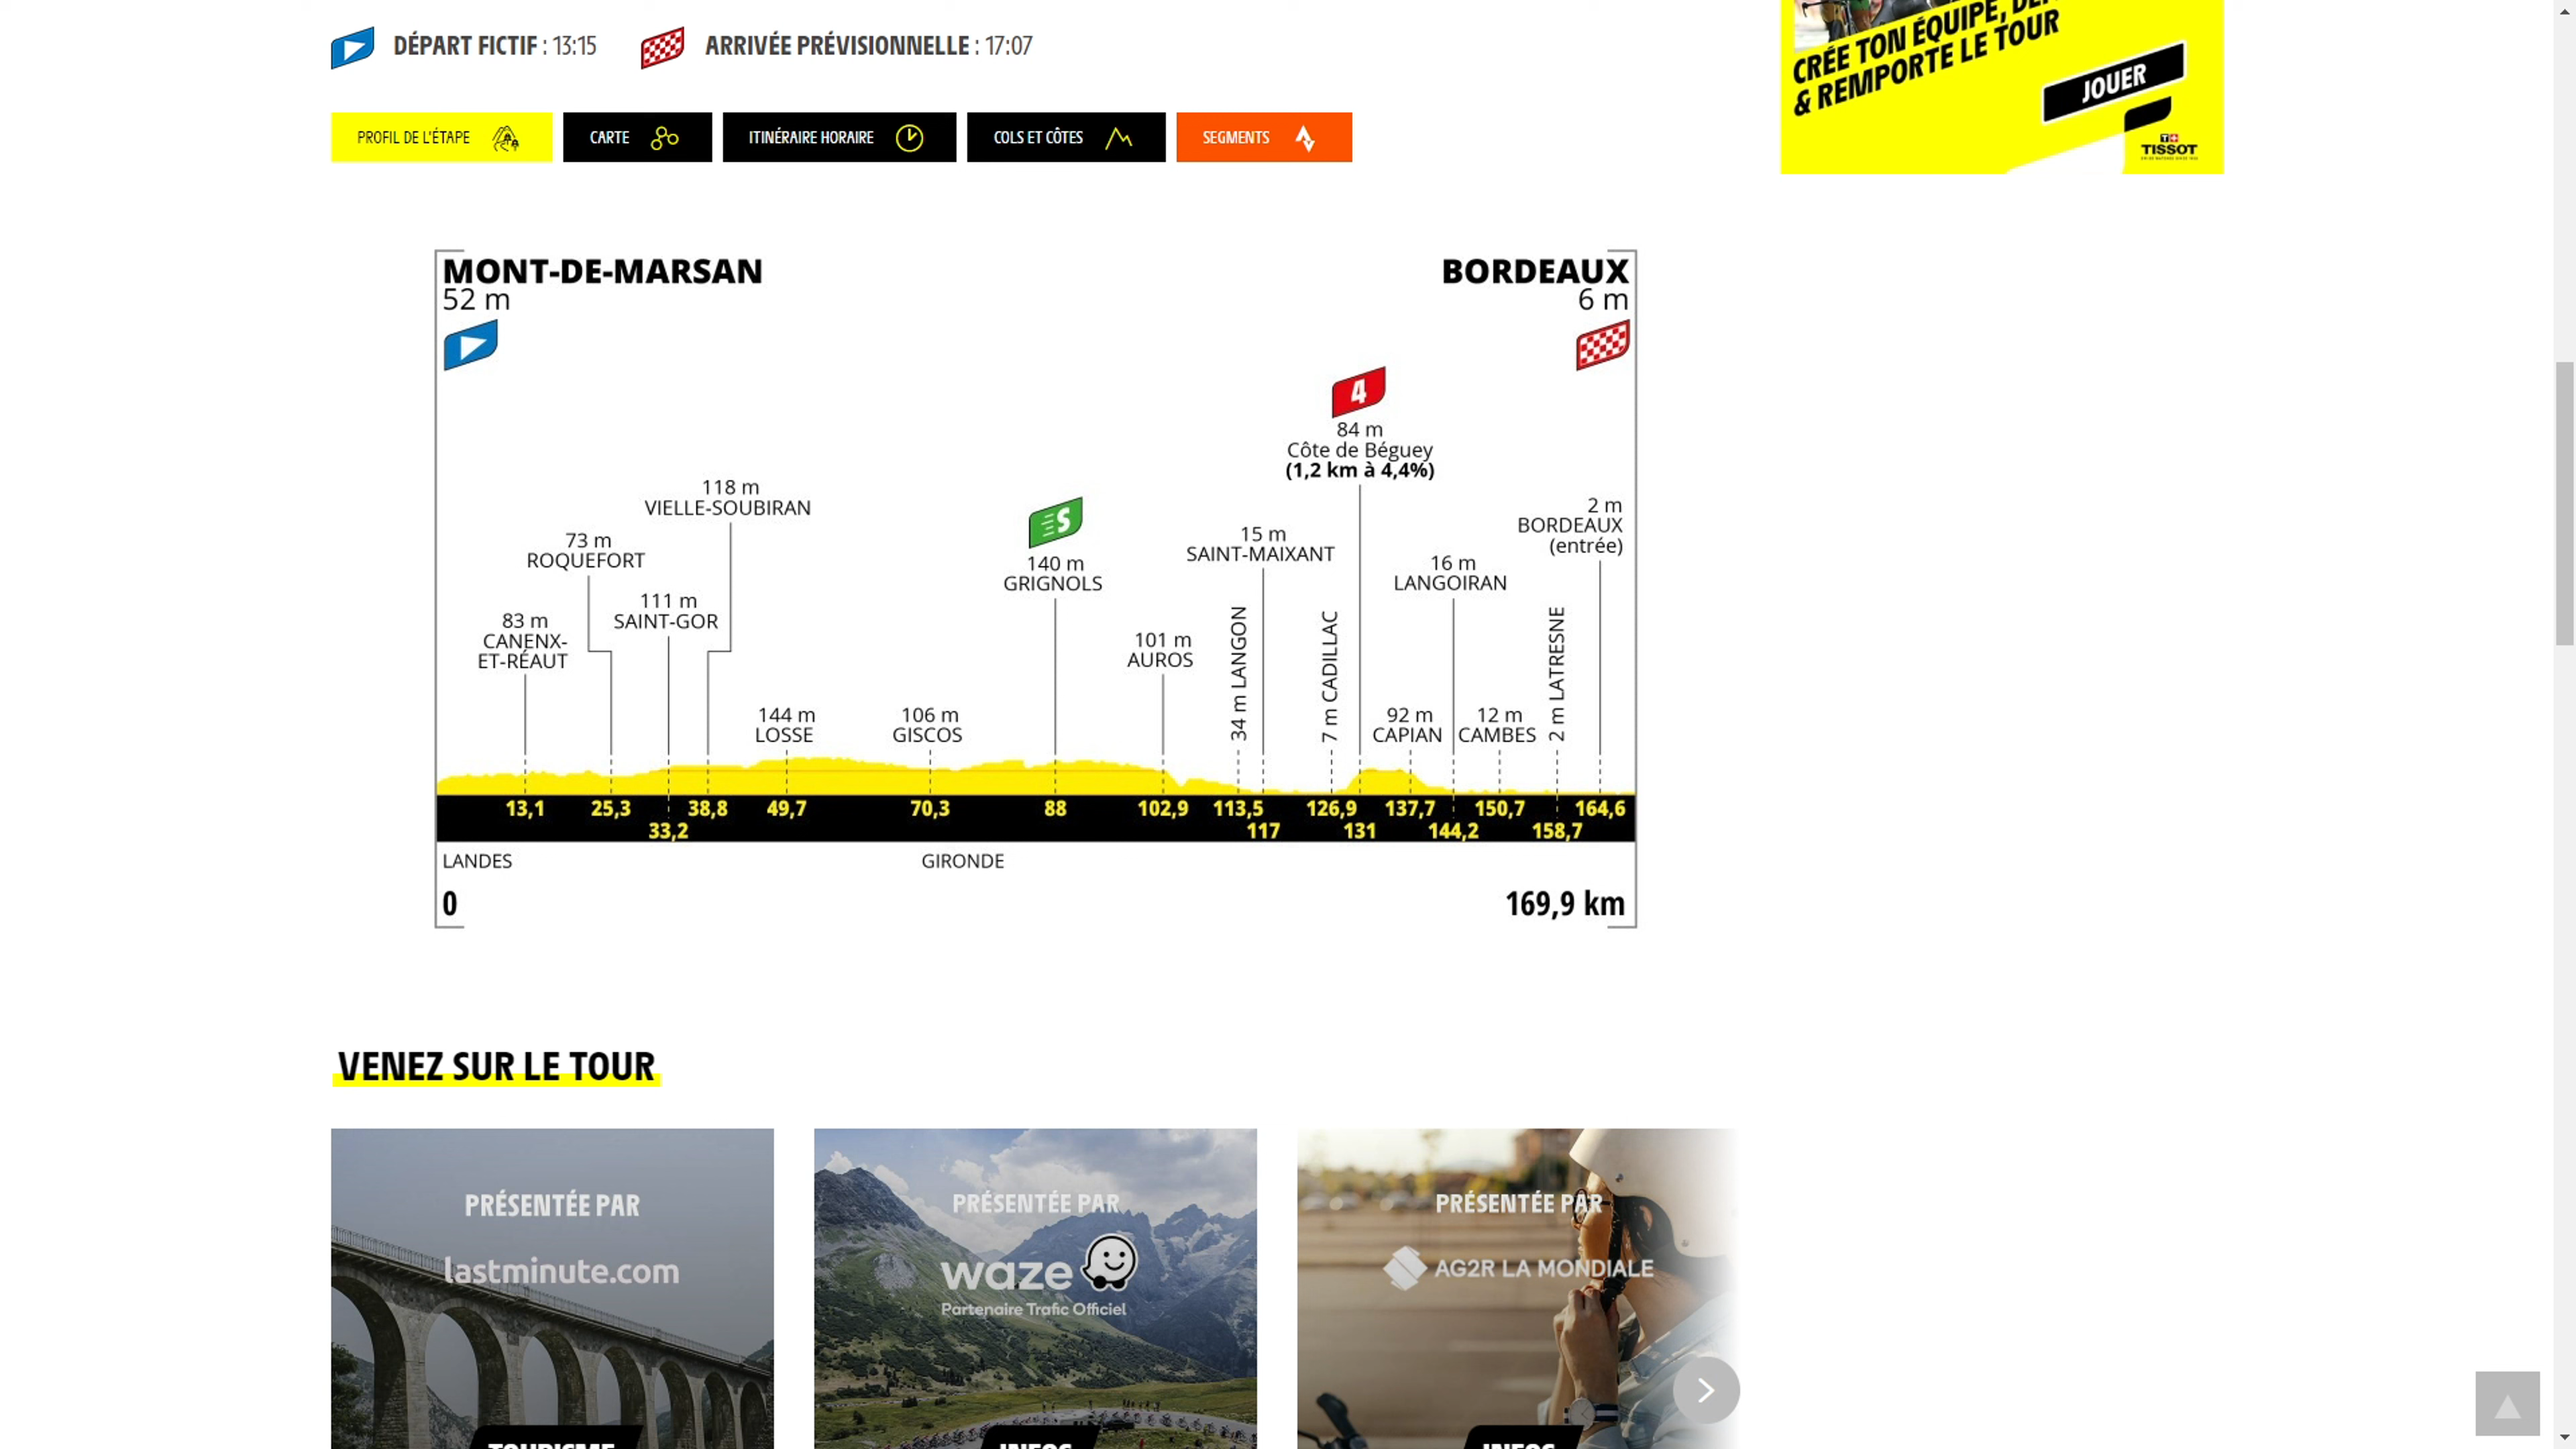 DÉPART FICTIF : 13:15
ARRIVÉE PRÉVISIONNELLE : 17:07
CRÉE TON ÉQUIPE,
& REMPORTE LE TOUR
JOUER
T+
TISSOT
PROFIL DE L'ÉTAPE
CARTE
ITINÉRAIRE HORAIRE
COLS ET CÔTES
SEGMENTS
MONT-DE-MARSAN
52 m
BORDEAUX
6 m
4
84 m
Côte de Béguey
(1,2 km à 4,4%)
118 m
VIELLE-SOUBIRAN
S
2 m
BORDEAUX
(entrée)
73 m
ROQUEFORT
15 m
SAINT-MAIXANT
140 m
GRIGNOLS
16 m
LANGOIRAN
111 m
SAINT-GOR
83 m
CANENX-
ET-RÉAUT
101 m
AUROS
34 m LANGON
7 m CADILLAC
2 m LATRESNE
144 m
LOSSE
106 m
GISCOS
92 m
CAPIAN
12 m
CAMBES
13,1 25,3 38,8 49,7 70,3 88 102,9 113,5 126,9 137,7 150,7 164,6
33,2 117 131 144,2 158,7
LANDES
GIRONDE
0
169,9 km
VENEZ SUR LE TOUR
PRÉSENTÉE PAR
lastminute.com
TOURISME
PRÉSENTÉE PAR
waze
Partenaire Trafic Officiel
INFOS
PRÉSENTÉE PAR
AG2R LA MONDIALE
INFOS